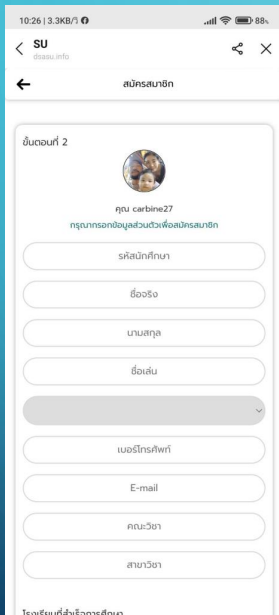 10:26 | 3.3KB/วิ
88%
SU
dsasu.info
สมัครสมาชิก
ขั้นตอนที่ 2
คุณ carbine27
กรุณากรอกข้อมูลส่วนตัวเพื่อสมัครสมาชิก
รหัสนักศึกษา
ชื่อจริง
นามสกุล
ชื่อเล่น
เบอร์โทรศัพท์
E-mail
คณะวิชา
สาขาวิชา
โรงเรียนที่สำเร็จการศึกษา